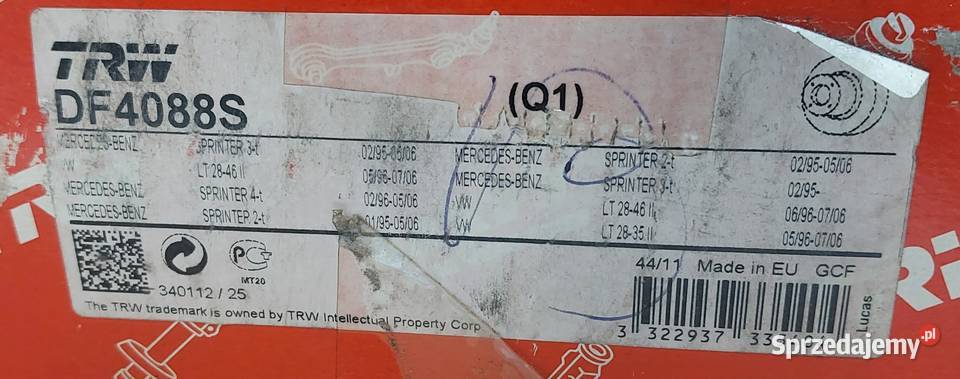 TRW
DF4088S
(Q1)
MERCEDES-BENZ SPRINTER 3-t 02/95-05/06 MERCEDES-BENZ SPRINTER 2-t 02/95-05/06
VW LT 28-46 II 05/96-07/06 MERCEDES-BENZ SPRINTER 3-t 02/95-
MERCEDES-BENZ SPRINTER 4-t 02/96-05/06 VW LT 28-46 II 06/96-07/06
MERCEDES-BENZ SPRINTER 2-t 01/95-05/06 VW LT 28-35 II 05/96-07/06
MT20
340112 / 25
44/11 Made in EU GCF
The TRW trademark is owned by TRW Intellectual Property Corp
3 322937
Lucas
Sprzedajemy.pl